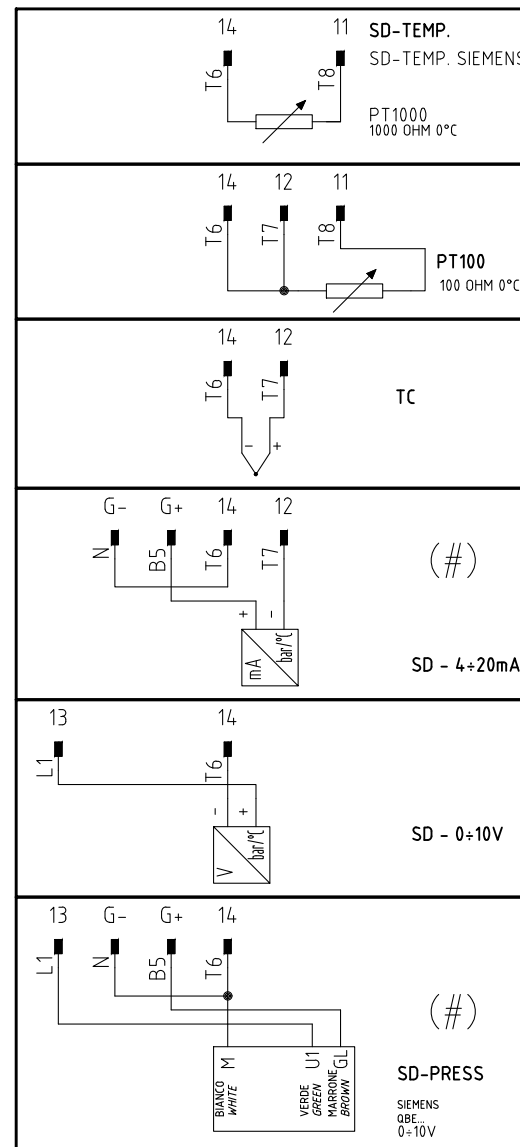 14 11 SD-TEMP.
SD-TEMP. SIEMENS
T6 T8
PT1000
1000 OHM 0°C
14 12 11
T6 T7 T8
PT100
100 OHM 0°C
14 12
T6 T7
TC
- +
G- G+ 14 12
N B5 T6 T7
(#)
+ -
mA bar/°C
SD - 4÷20mA
13 14
L1 T6
- +
V bar/°C
SD - 0÷10V
13 G- G+ 14
L1 N B5 T6
(#)
M U1 GL
BIANCO VERDE MARRONE
WHITE GREEN BROWN
SD-PRESS
SIEMENS
QBE...
0÷10V